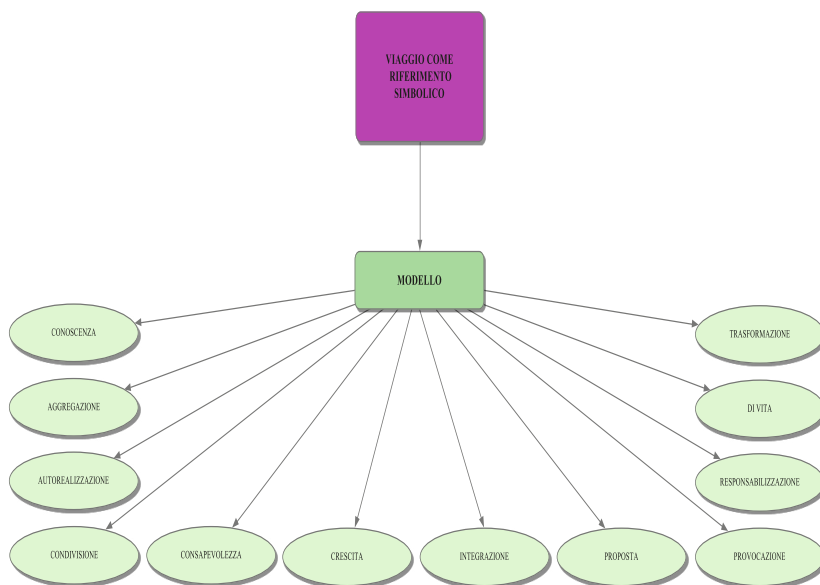 VIAGGIO COME
RIFERIMENTO
SIMBOLICO
MODELLO
CONOSCENZA
TRASFORMAZIONE
AGGREGAZIONE
DI VITA
AUTOREALIZZAZIONE
RESPONSABILIZZAZIONE
CONDIVISIONE
CONSAPEVOLEZZA
CRESCITA
INTEGRAZIONE
PROPOSTA
PROVOCAZIONE